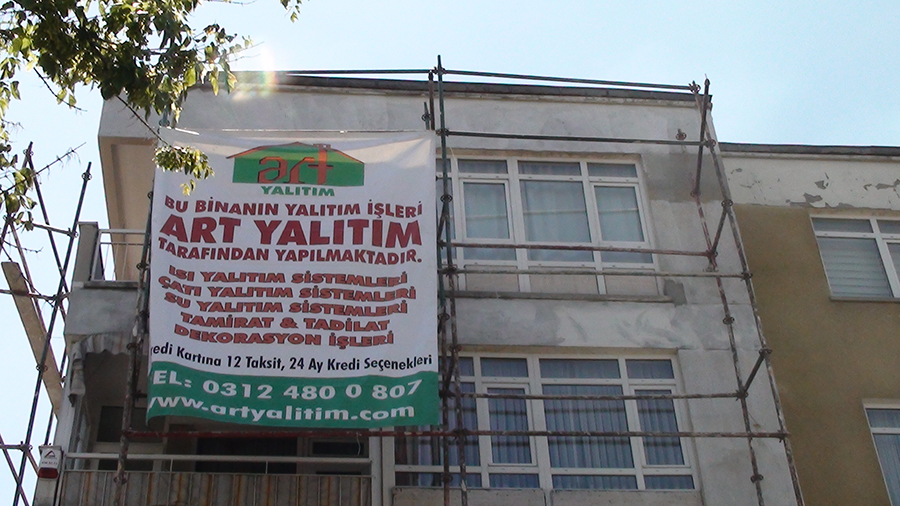 art
YALITIM
BU BİNANIN YALITIM İŞLERİ
ART YALITIM
TARAFINDAN YAPILMAKTADIR.
ISI YALITIM SİSTEMLERİ
ÇATI YALITIM SİSTEMLERİ
SU YALITIM SİSTEMLERİ
TAMİRAT & TADİLAT
DEKORASYON İŞLERİ
edi Kartına 12 Taksit, 24 Ay Kredi Seçenekleri
EL: 0312 480 0 807
www.artyalitim.com